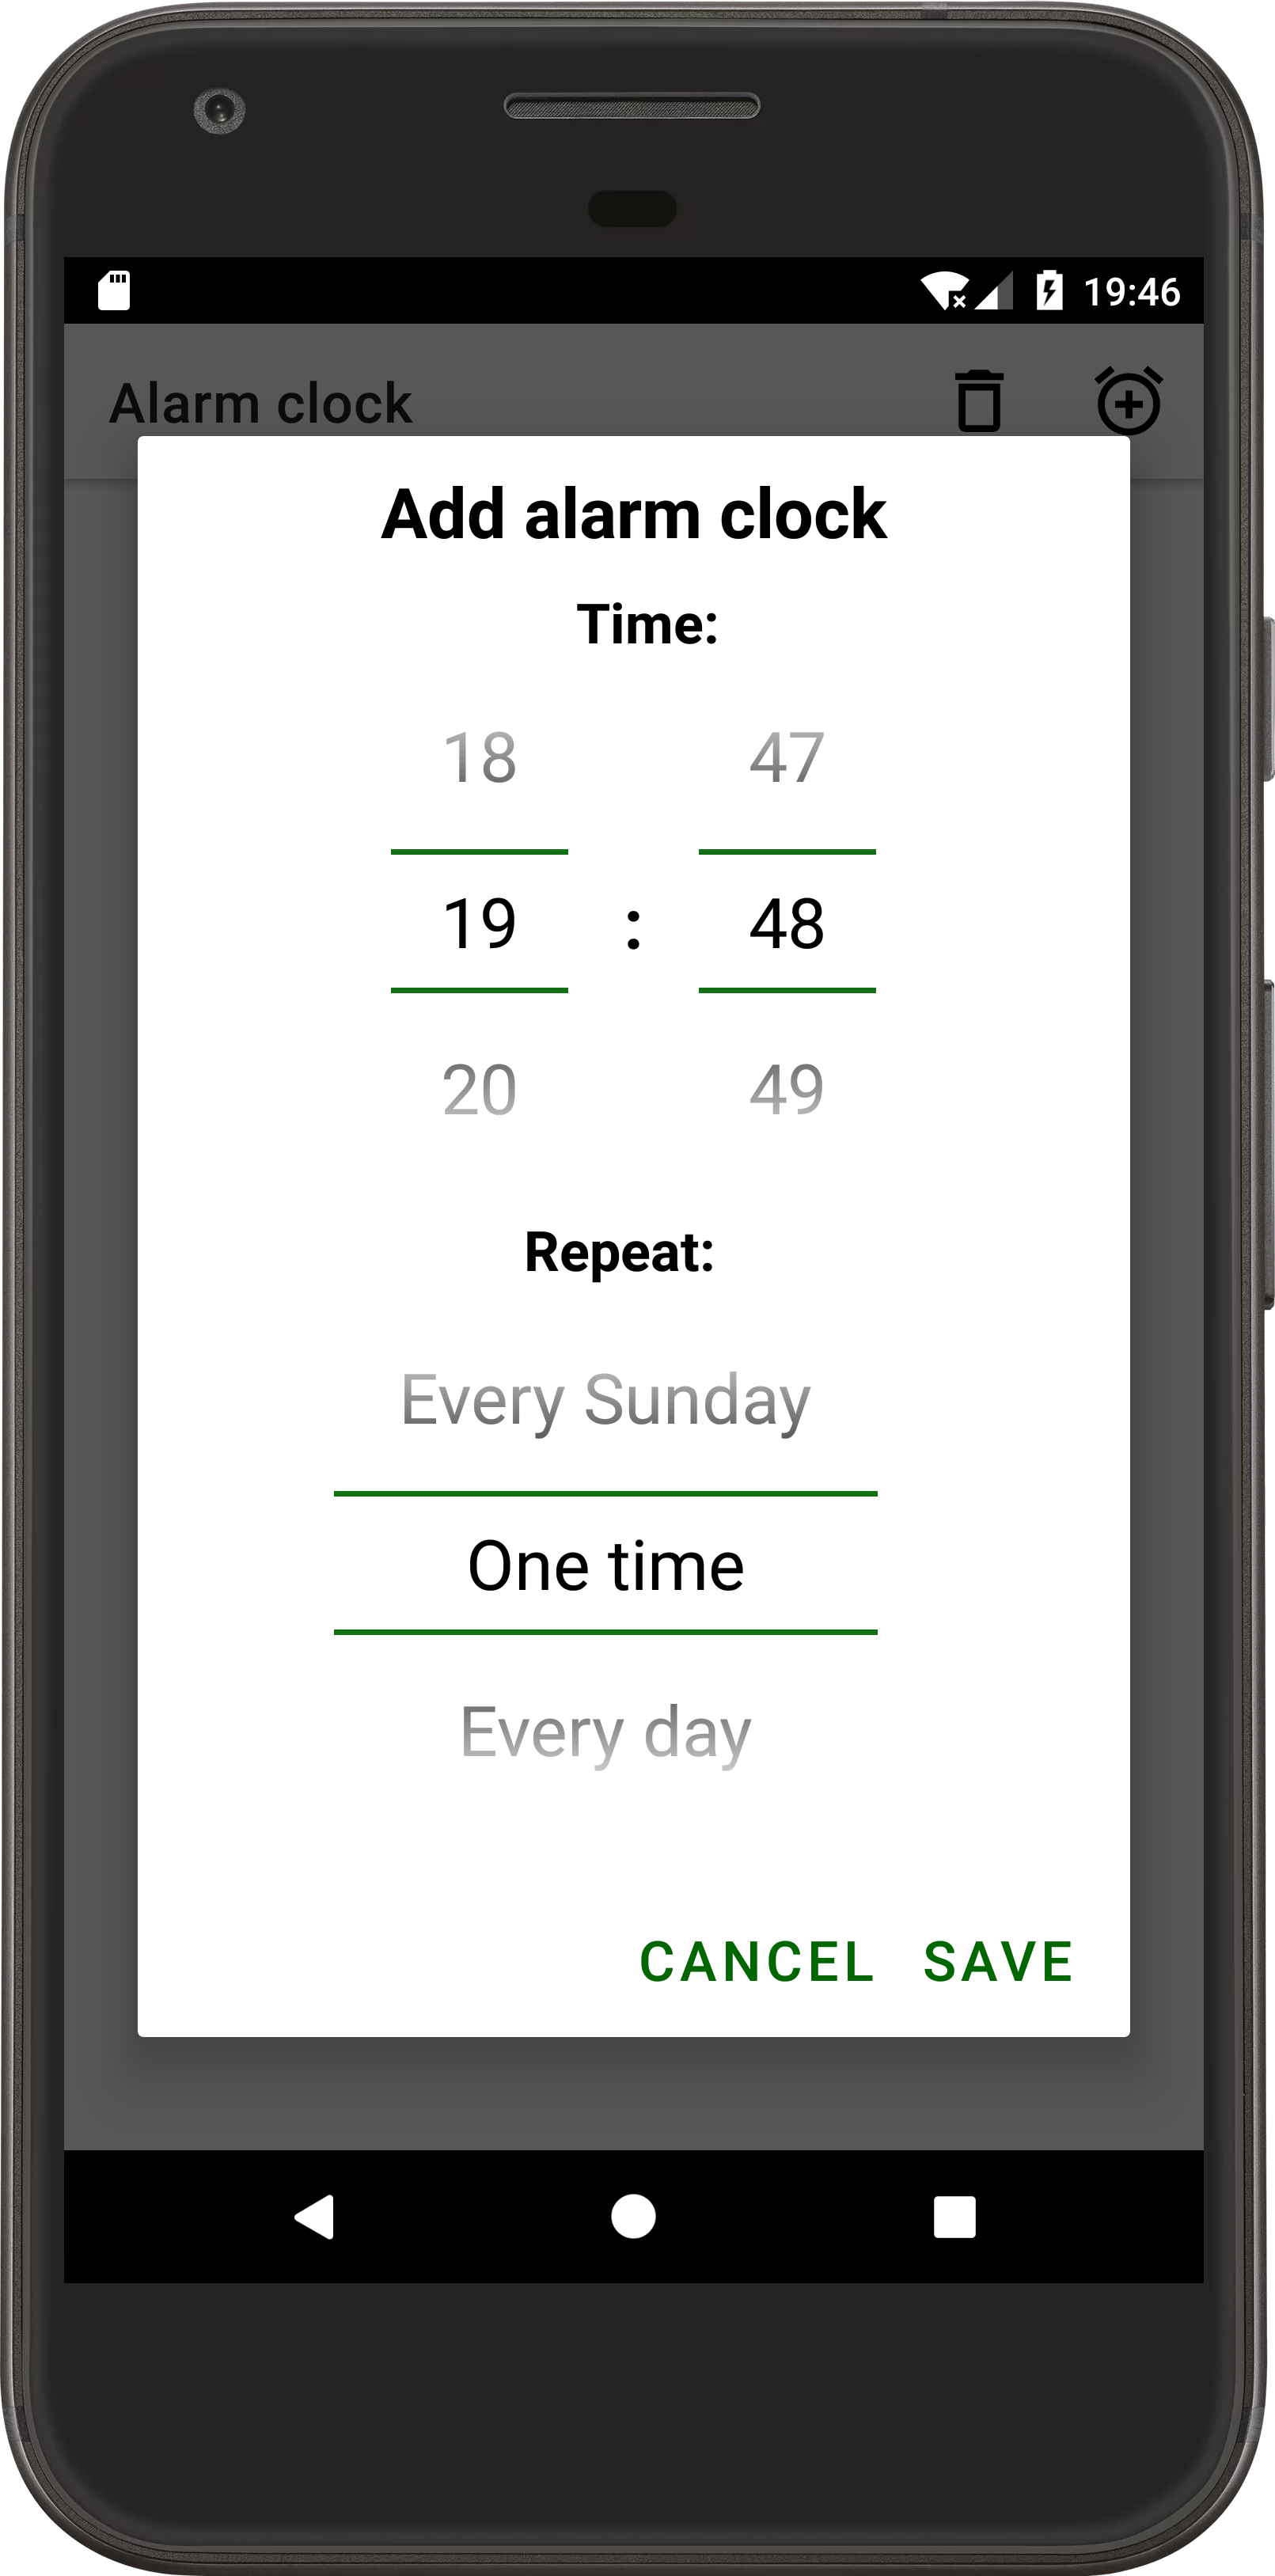 19:46
Alarm clock
Add alarm clock
Time:
18 47
19 : 48
20 49
Repeat:
Every Sunday
One time
Every day
CANCEL SAVE